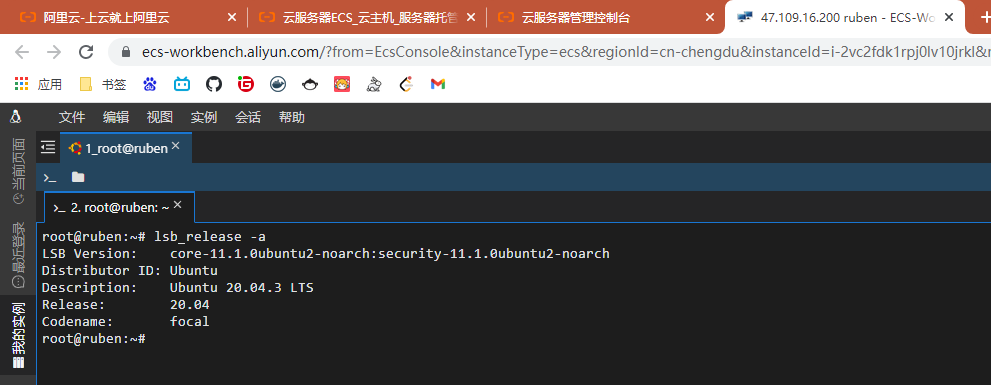 阿里云-上云就上阿里云
云服务器ECS_云主机_服务器托管
云服务器管理控制台
47.109.16.200 ruben - ECS-Wo
ecs-workbench.aliyun.com/?from=EcsConsole&instanceType=ecs&regionId=cn-chengdu&instanceId=i-2vc2fdk1rpj0lv10jrkl&
应用 书签
文件 编辑 视图 实例 会话 帮助
1_root@ruben
>_
>_ 2. root@ruben: ~
当前页面
最近登录
我的实例
root@ruben:~# lsb_release -a
LSB Version: core-11.1.0ubuntu2-noarch:security-11.1.0ubuntu2-noarch
Distributor ID: Ubuntu
Description: Ubuntu 20.04.3 LTS
Release: 20.04
Codename: focal
root@ruben:~#